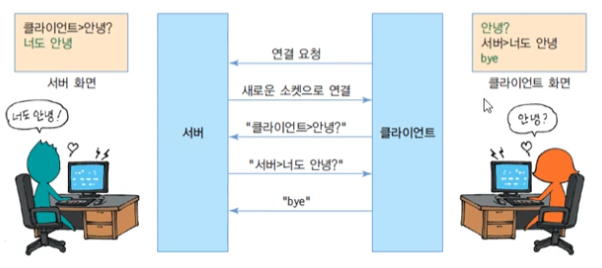 클라이언트>안녕?
너도 안녕
서버 화면
너도 안녕!
서버
연결 요청
새로운 소켓으로 연결
"클라이언트>안녕?"
"서버>너도 안녕?"
"bye"
클라이언트
안녕?
서버>너도 안녕
bye
클라이언트 화면
안녕?